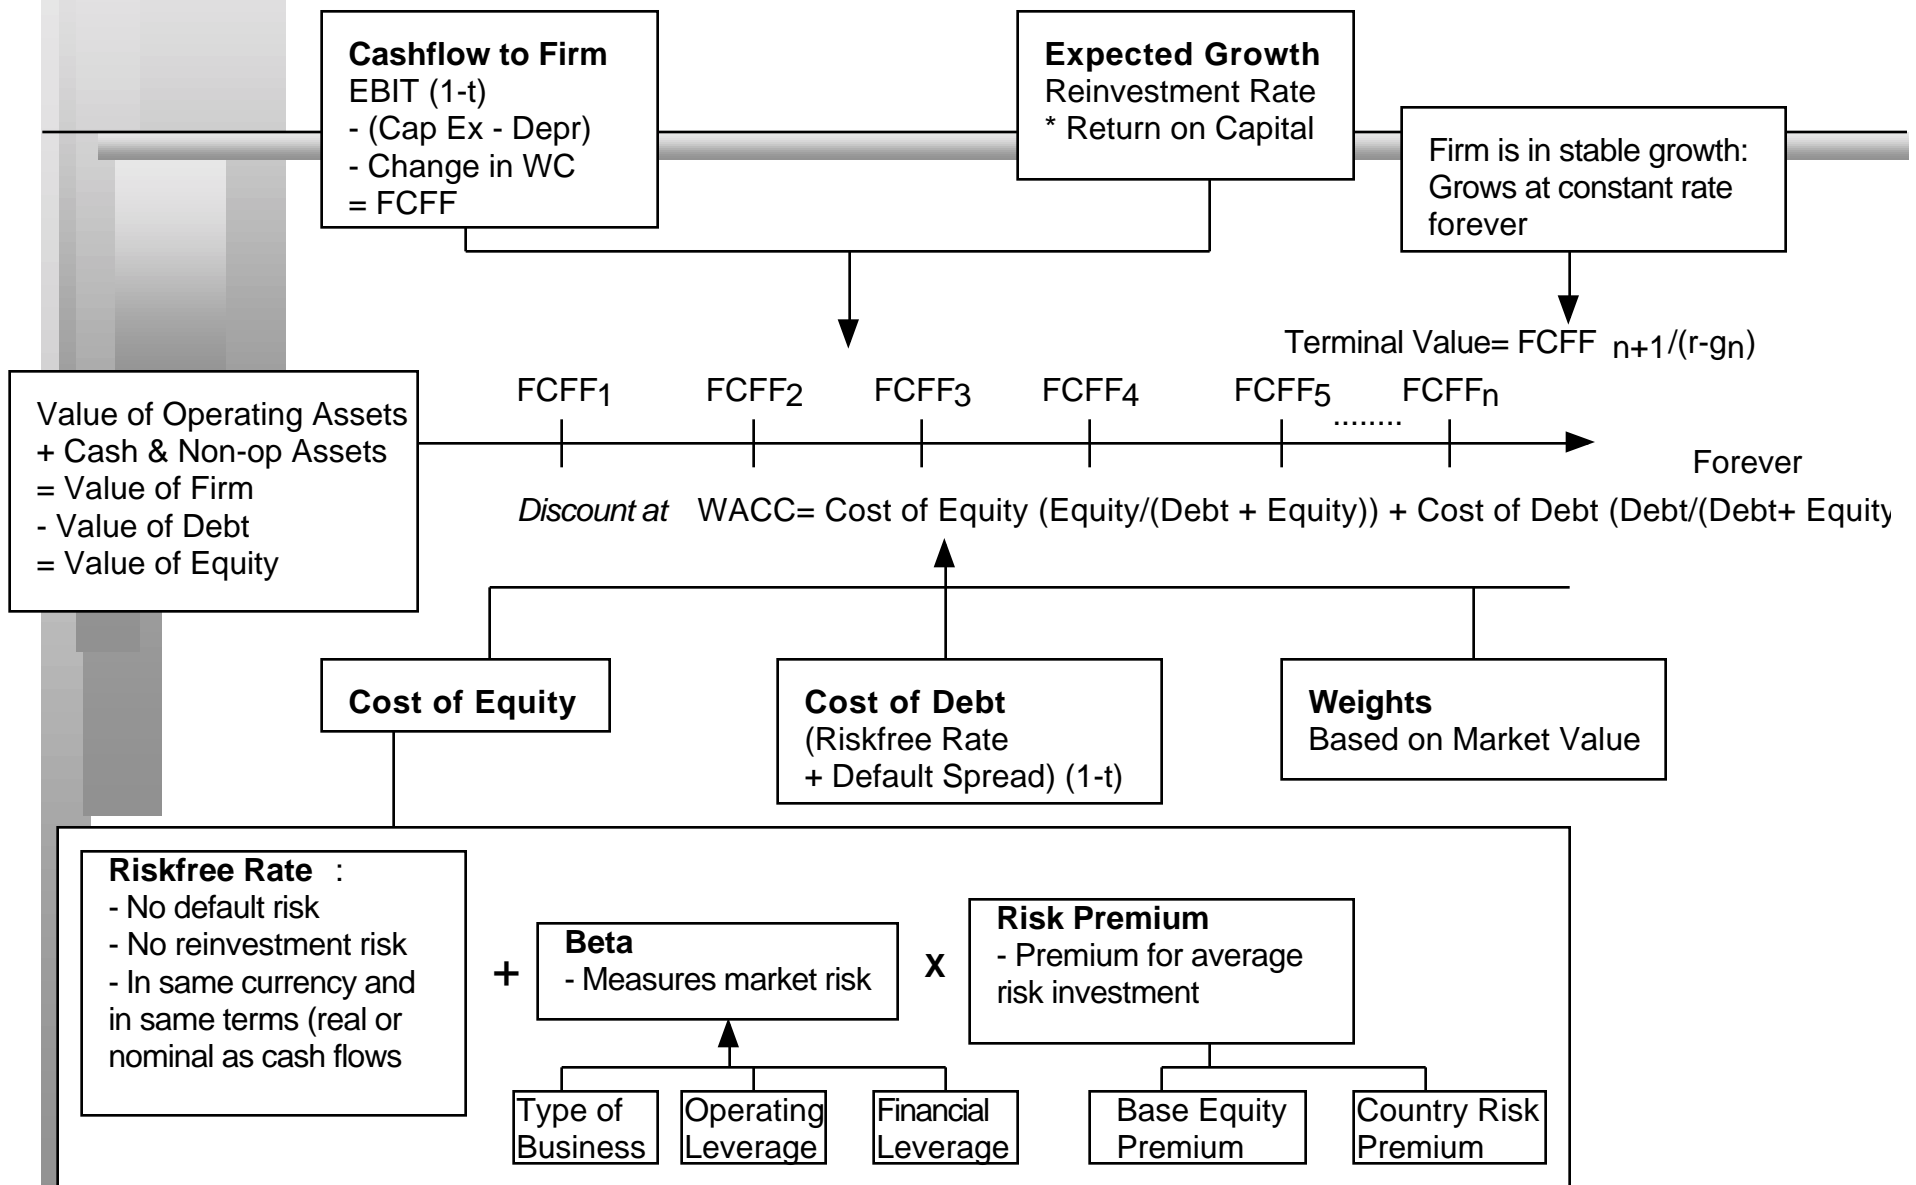 Cashflow to Firm
EBIT (1-t)
- (Cap Ex - Depr)
- Change in WC
= FCFF
Expected Growth
Reinvestment Rate
* Return on Capital
Firm is in stable growth:
Grows at constant rate
forever
Terminal Value= FCFF n+1/(r-gn)
FCFF1 FCFF2 FCFF3 FCFF4 FCFF5 ........ FCFFn
Forever
Value of Operating Assets
+ Cash & Non-op Assets
= Value of Firm
- Value of Debt
= Value of Equity
Discount at WACC= Cost of Equity (Equity/(Debt + Equity)) + Cost of Debt (Debt/(Debt+ Equity
Cost of Equity
Cost of Debt
(Riskfree Rate
+ Default Spread) (1-t)
Weights
Based on Market Value
Riskfree Rate :
- No default risk
- No reinvestment risk
- In same currency and
in same terms (real or
nominal as cash flows
+
Beta
- Measures market risk
X
Risk Premium
- Premium for average
risk investment
Type of
Business
Operating
Leverage
Financial
Leverage
Base Equity
Premium
Country Risk
Premium